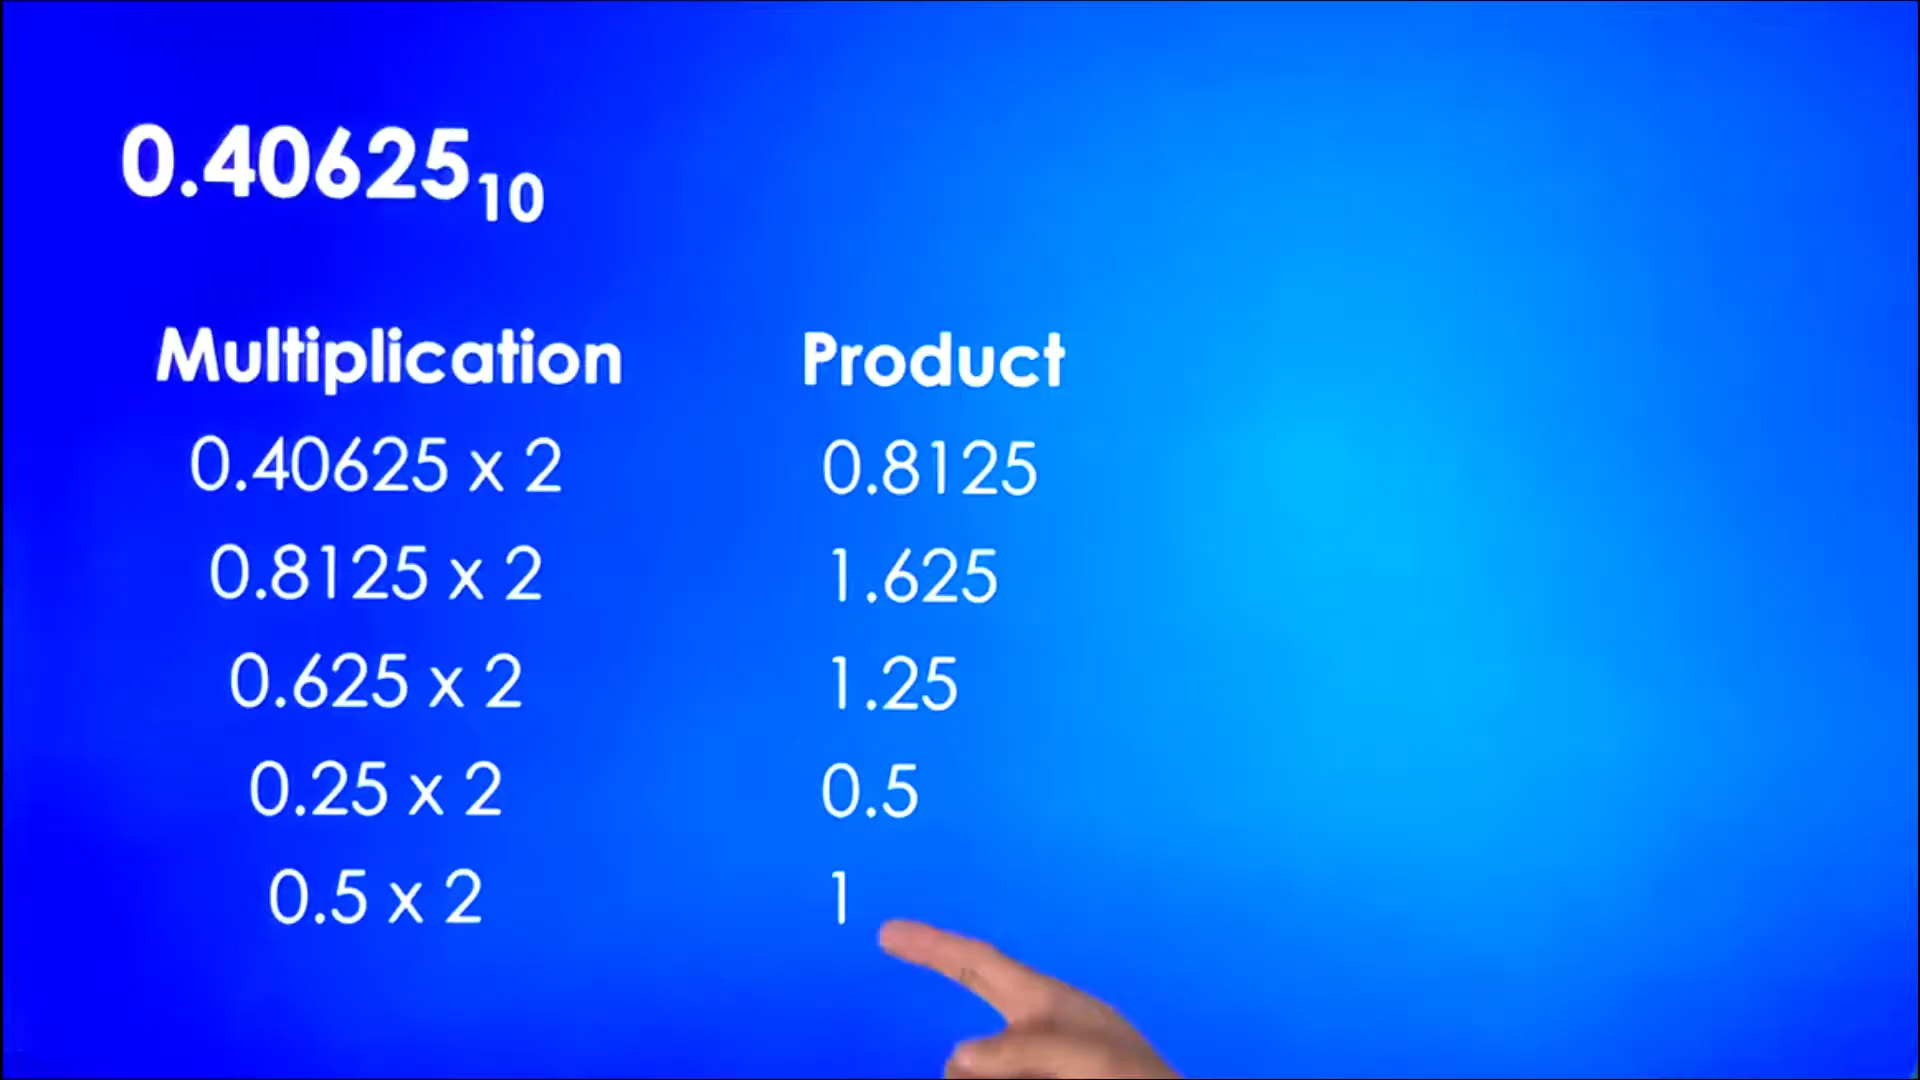 0.40625₁₀
Multiplication Product
0.40625 x 2 0.8125
0.8125 x 2 1.625
0.625 x 2 1.25
0.25 x 2 0.5
0.5 x 2 1